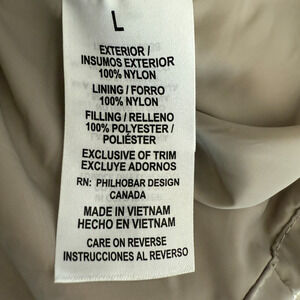 L
EXTERIOR /
INSUMOS EXTERIOR
100% NYLON
LINING / FORRO
100% NYLON
FILLING / RELLENO
100% POLYESTER /
POLIÉSTER
EXCLUSIVE OF TRIM
EXCLUYE ADORNOS
RN: PHILHOBAR DESIGN
CANADA
MADE IN VIETNAM
HECHO EN VIETNAM
CARE ON REVERSE
INSTRUCCIONES AL REVERSO